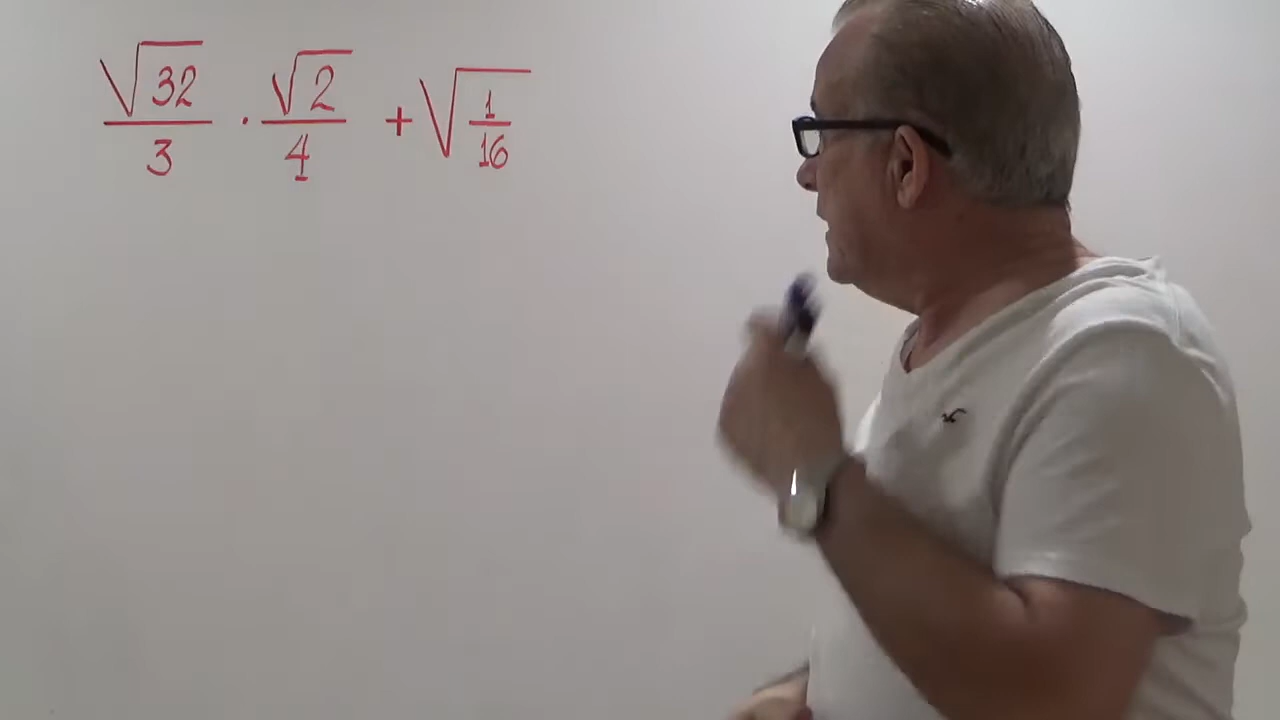 √32/3 · √2/4 + √(1/16)